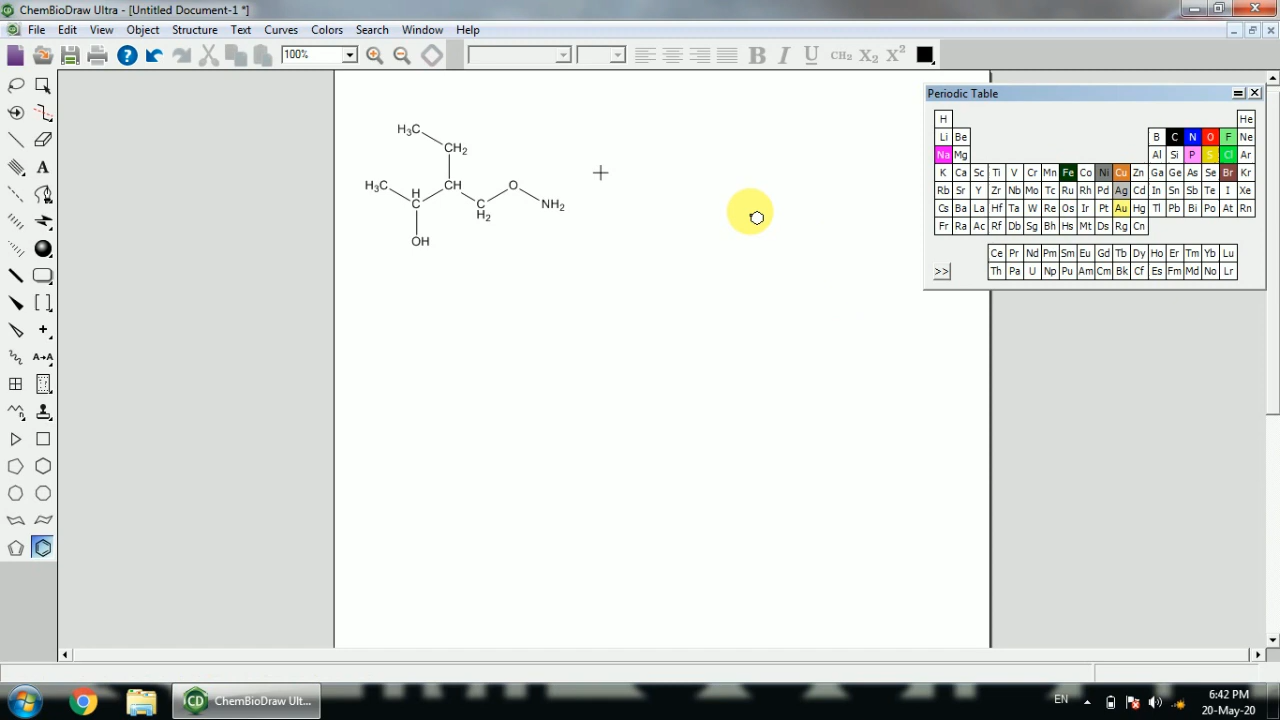 ChemBioDraw Ultra - [Untitled Document-1 *]
File Edit View Object Structure Text Curves Colors Search Window Help
100% B I U CH₂ X₂ X²
A
A→A
H₃C
CH₂
H₃C H CH O
C C NH₂
H₂
OH
Periodic Table
H He
Li Be B C N O F Ne
Na Mg Al Si P S Cl Ar
K Ca Sc Ti V Cr Mn Fe Co Ni Cu Zn Ga Ge As Se Br Kr
Rb Sr Y Zr Nb Mo Tc Ru Rh Pd Ag Cd In Sn Sb Te I Xe
Cs Ba La Hf Ta W Re Os Ir Pt Au Hg Tl Pb Bi Po At Rn
Fr Ra Ac Rf Db Sg Bh Hs Mt Ds Rg Cn
Ce Pr Nd Pm Sm Eu Gd Tb Dy Ho Er Tm Yb Lu
>> Th Pa U Np Pu Am Cm Bk Cf Es Fm Md No Lr
CD ChemBioDraw Ult...
EN
6:42 PM
20-May-20